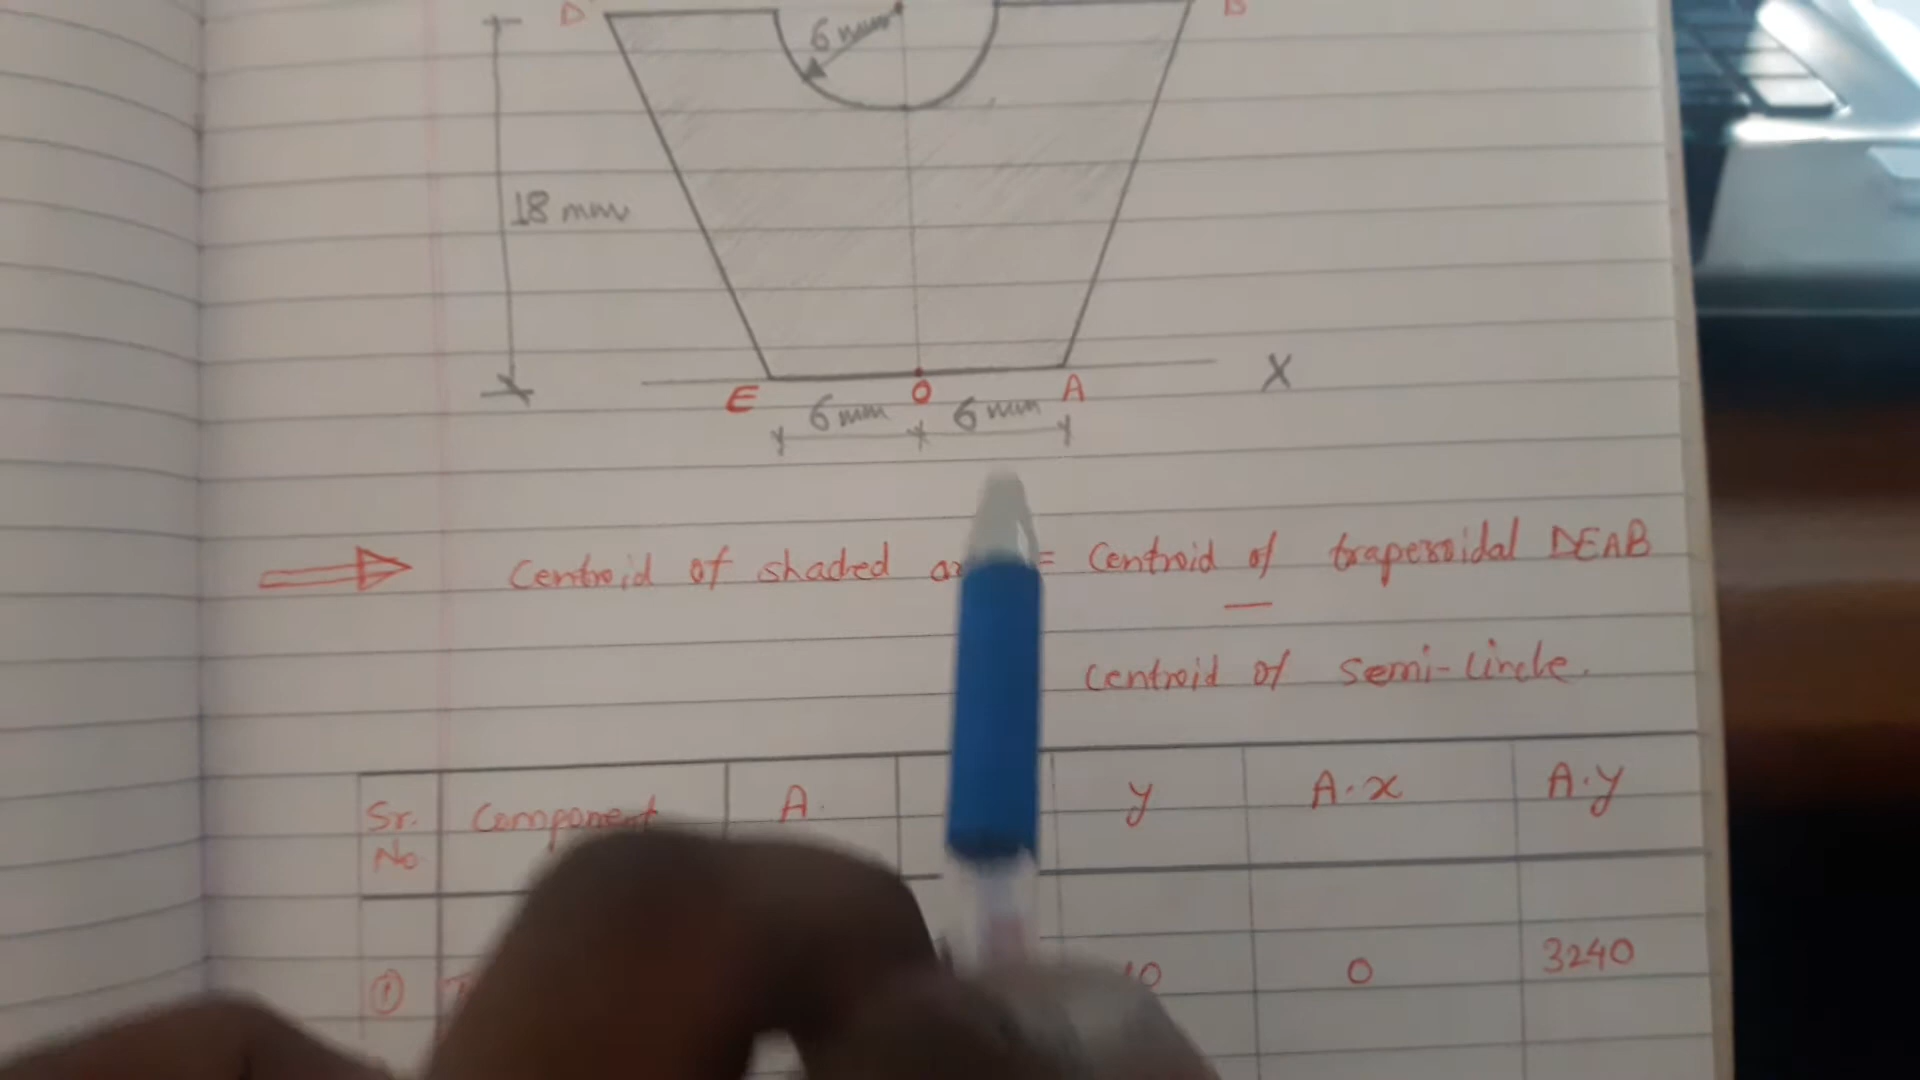 D B
6 mm
18 mm
X
E O A
6 mm 6 mm
Centroid of shaded = Centroid of trapezoidal DEAB
—
Centroid of Semi-Circle.
Sr. No Component A y A·x A·y
① 10 0 3240